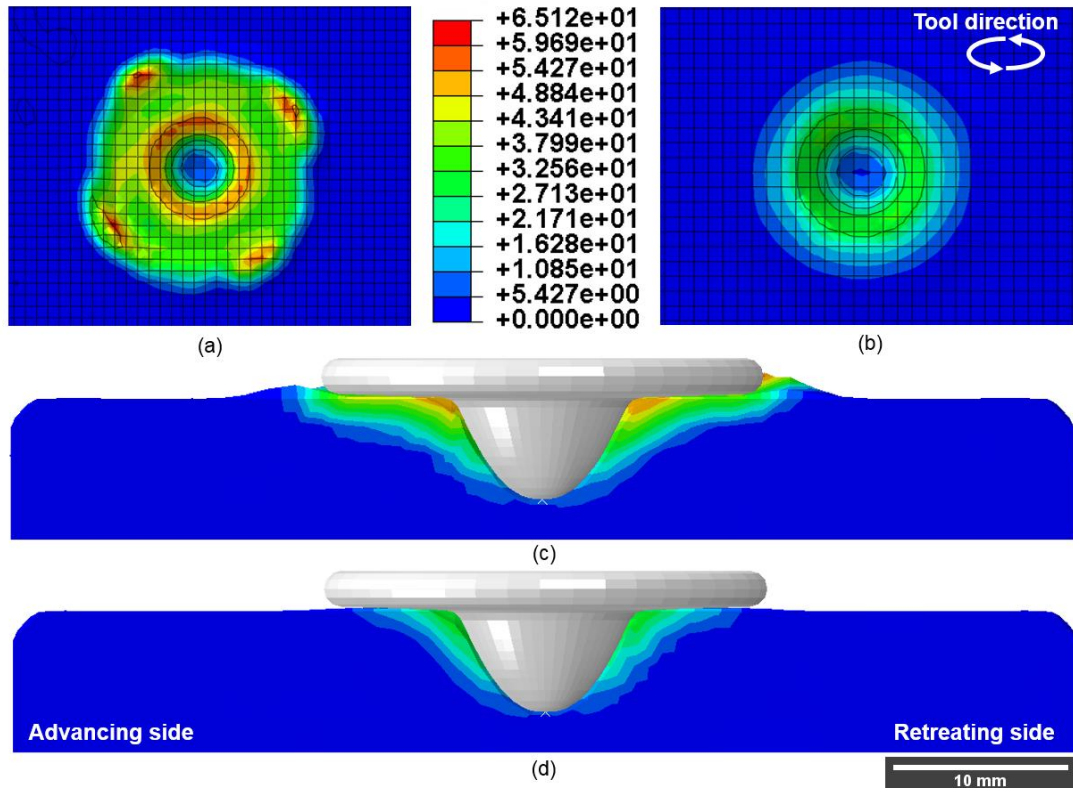 +6.512e+01
+5.969e+01
+5.427e+01
+4.884e+01
+4.341e+01
+3.799e+01
+3.256e+01
+2.713e+01
+2.171e+01
+1.628e+01
+1.085e+01
+5.427e+00
+0.000e+00
Tool direction
(a)
(b)
(c)
Advancing side
Retreating side
(d)
10 mm